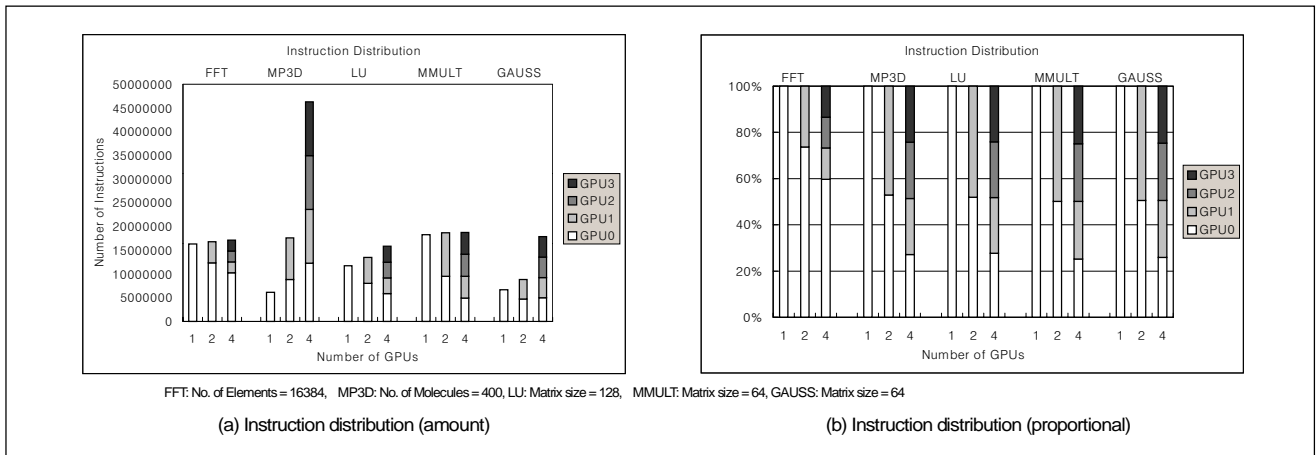 Instruction Distribution
FFT MP3D LU MMULT GAUSS
50000000
45000000
40000000
35000000
30000000
25000000
20000000
15000000
10000000
5000000
0
Number of Instructions
1 2 4 1 2 4 1 2 4 1 2 4 1 2 4
Number of GPUs
GPU3
GPU2
GPU1
GPU0
Instruction Distribution
FFT MP3D LU MMULT GAUSS
100%
80%
60%
40%
20%
0%
1 2 4 1 2 4 1 2 4 1 2 4 1 2 4
Number of GPUs
GPU3
GPU2
GPU1
GPU0
FFT: No. of Elements = 16384, MP3D: No. of Molecules = 400, LU: Matrix size = 128, MMULT: Matrix size = 64, GAUSS: Matrix size = 64
(a) Instruction distribution (amount)
(b) Instruction distribution (proportional)